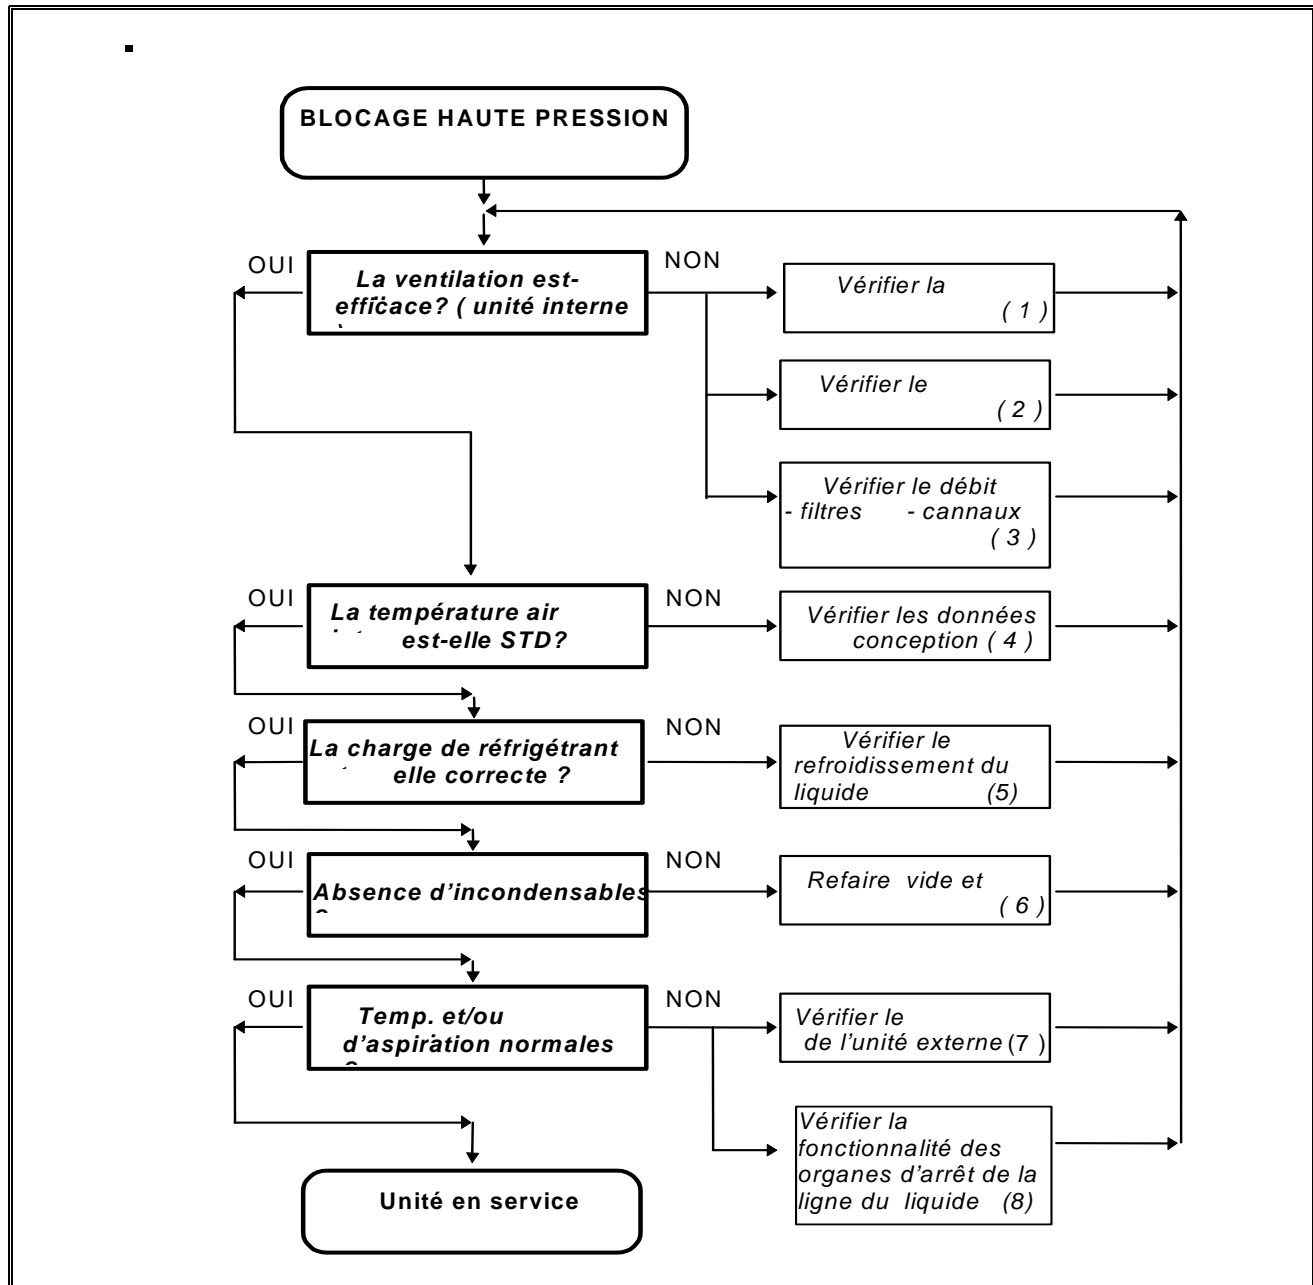 BLOCAGE HAUTE PRESSION
OUI
La ventilation est-
efficace? ( unité interne
NON
Vérifier la
( 1 )
Vérifier le
( 2 )
Vérifier le débit
- filtres - cannaux
( 3 )
OUI
La température air
est-elle STD?
NON
Vérifier les données
conception ( 4 )
OUI
La charge de réfrigétrant
elle correcte ?
NON
Vérifier le
refroidissement du
liquide (5)
OUI
Absence d’incondensables
NON
Refaire vide et
( 6 )
OUI
Temp. et/ou
d’aspiration normales
NON
Vérifier le
de l’unité externe (7 )
Vérifier la
fonctionnalité des
organes d’arrêt de la
ligne du liquide (8)
Unité en service